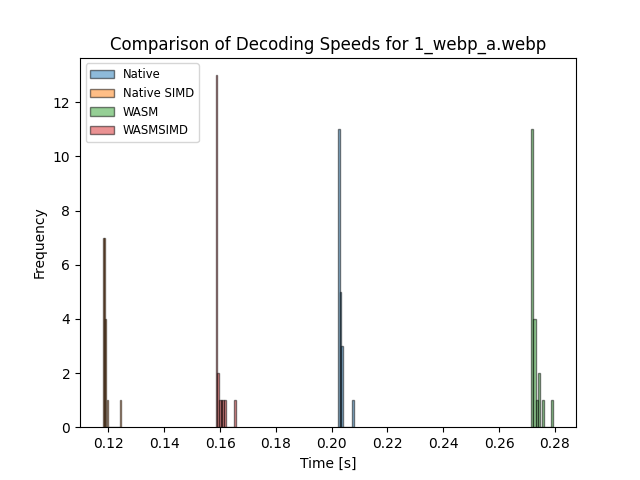 Comparison of Decoding Speeds for 1_webp_a.webp
Native
Native SIMD
WASM
WASMSIMD
Frequency
12
10
8
6
4
2
0
0.12 0.14 0.16 0.18 0.20 0.22 0.24 0.26 0.28
Time [s]